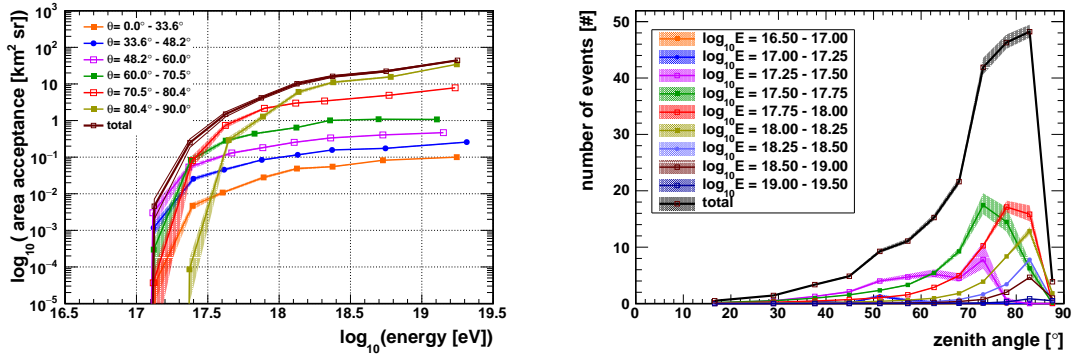 log10( area acceptance [km² sr] )
10³
10²
10
1
10⁻¹
10⁻²
10⁻³
10⁻⁴
10⁻⁵
θ= 0.0° - 33.6°
θ= 33.6° - 48.2°
θ= 48.2° - 60.0°
θ= 60.0° - 70.5°
θ= 70.5° - 80.4°
θ= 80.4° - 90.0°
total
16.5 17 17.5 18 18.5 19 19.5
log10(energy [eV])
number of events [#]
50
40
30
20
10
0
log10E = 16.50 - 17.00
log10E = 17.00 - 17.25
log10E = 17.25 - 17.50
log10E = 17.50 - 17.75
log10E = 17.75 - 18.00
log10E = 18.00 - 18.25
log10E = 18.25 - 18.50
log10E = 18.50 - 19.00
log10E = 19.00 - 19.50
total
0 10 20 30 40 50 60 70 80 90
zenith angle [°]